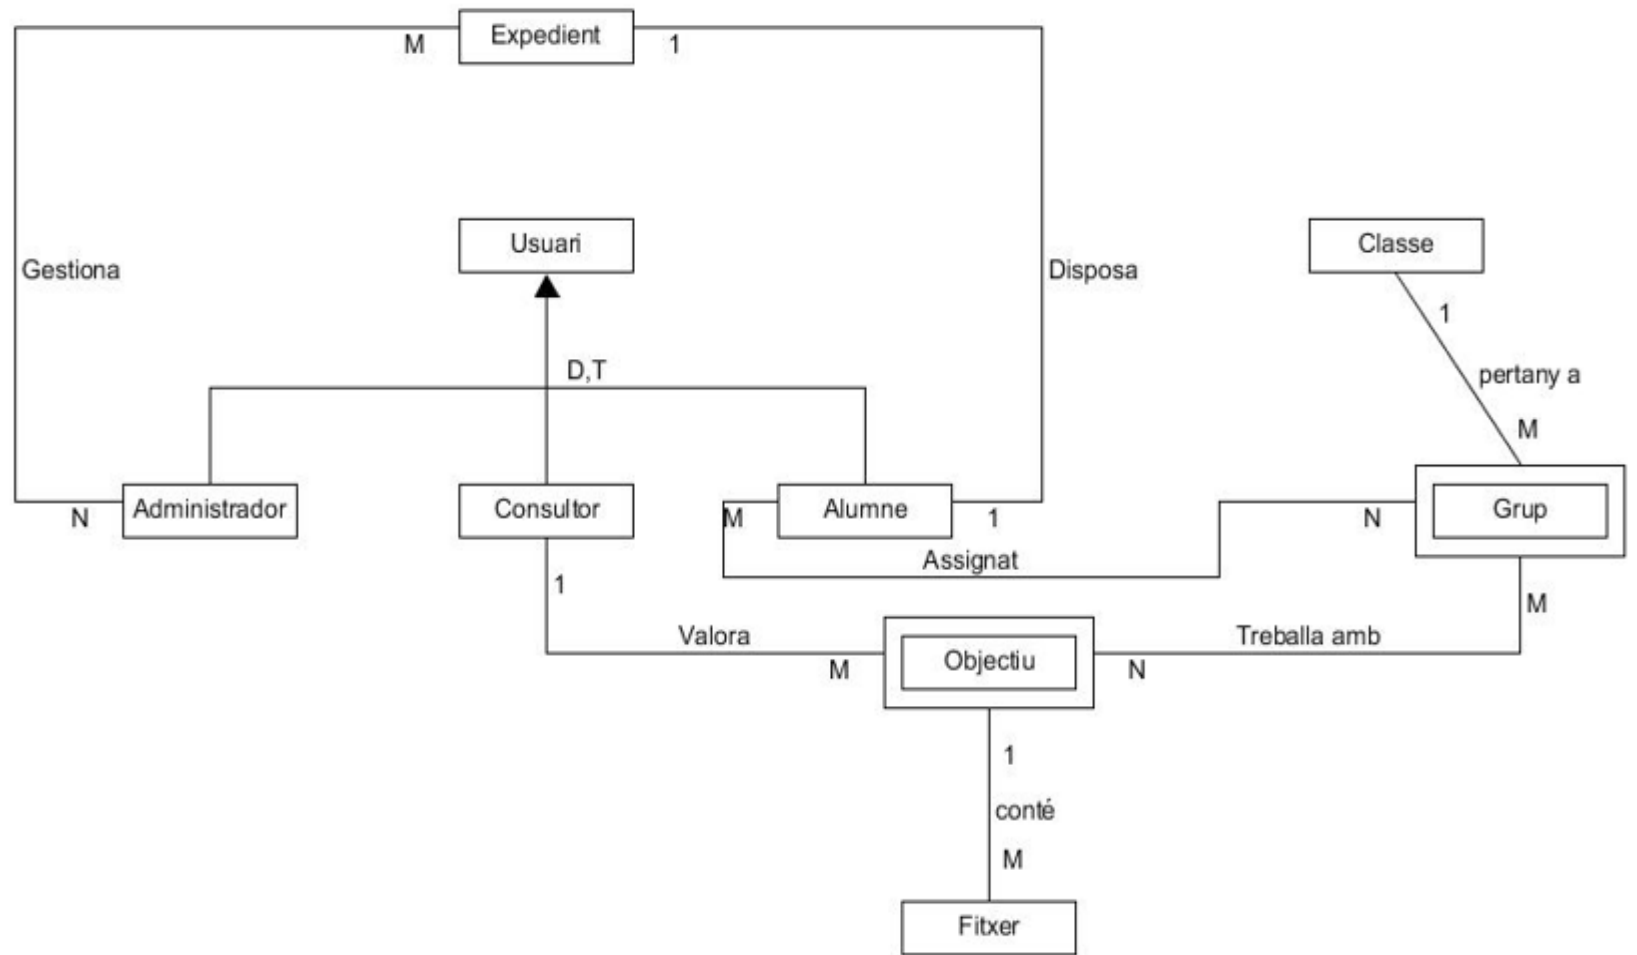 Expedient
M
1
Usuari
Classe
Gestiona
Disposa
1
D,T
pertany a
M
Administrador
Consultor
Alumne
Grup
N
M
1
N
Assignat
1
M
Valora
Treballa amb
Objectiu
M
N
1
conté
M
Fitxer